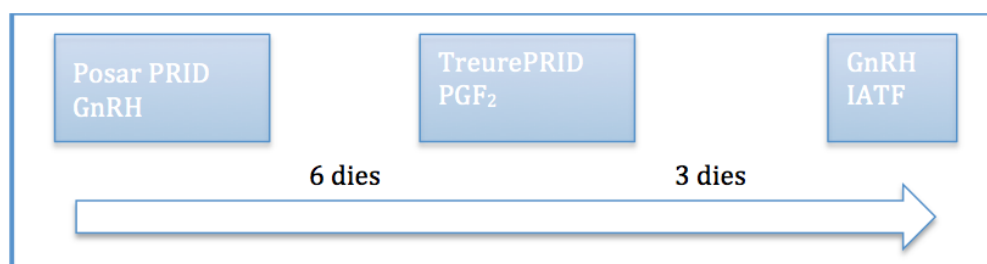 Posar PRID
GnRH
TreurePRID
PGF₂
GnRH
IATF
6 dies
3 dies